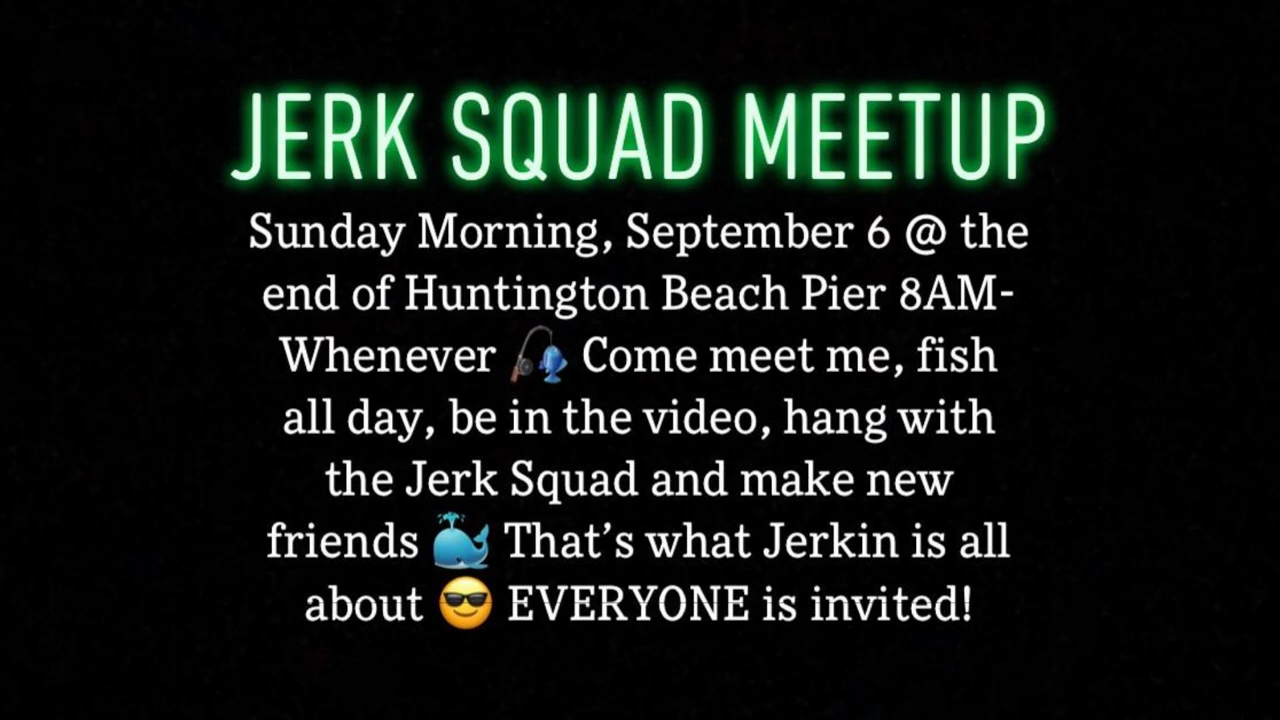 JERK SQUAD MEETUP
Sunday Morning, September 6 @ the
end of Huntington Beach Pier 8AM-
Whenever 🎣 Come meet me, fish
all day, be in the video, hang with
the Jerk Squad and make new
friends 🐳 That’s what Jerkin is all
about 😎 EVERYONE is invited!